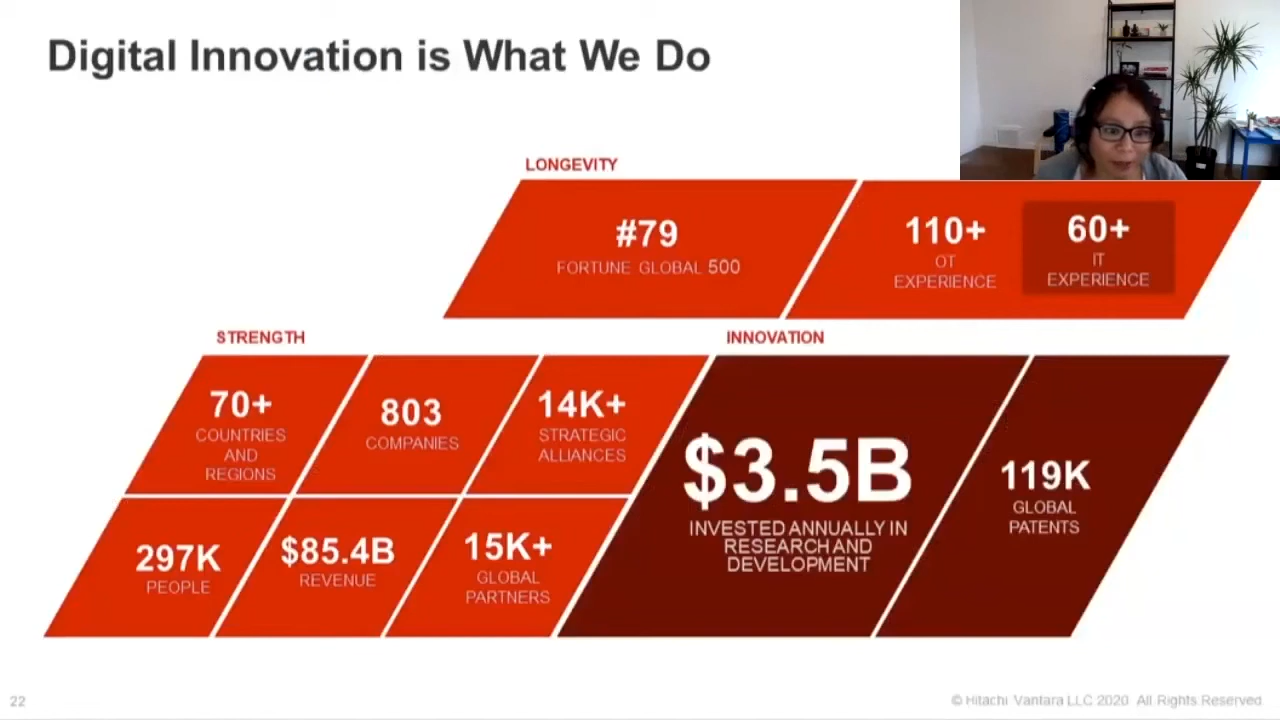 Digital Innovation is What We Do
LONGEVITY
#79
FORTUNE GLOBAL 500
110+
OT
EXPERIENCE
60+
IT
EXPERIENCE
STRENGTH
70+
COUNTRIES
AND
REGIONS
803
COMPANIES
14K+
STRATEGIC
ALLIANCES
297K
PEOPLE
$85.4B
REVENUE
15K+
GLOBAL
PARTNERS
INNOVATION
$3.5B
INVESTED ANNUALLY IN
RESEARCH AND
DEVELOPMENT
119K
GLOBAL
PATENTS
22
© Hitachi Vantara LLC 2020 All Rights Reserved